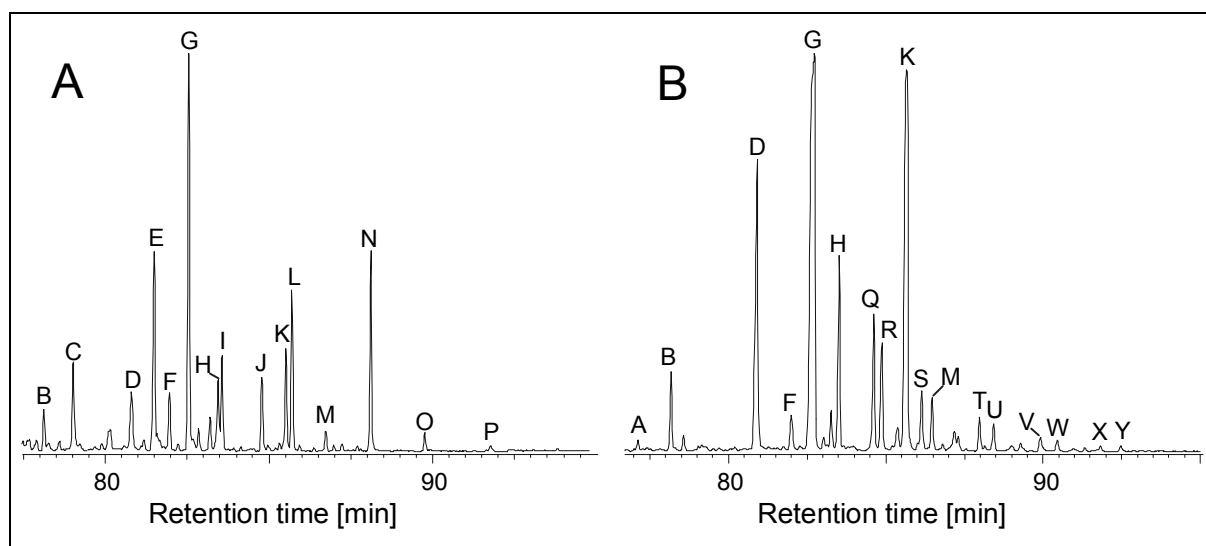 A
B C D E F G H I J K L M N O P
80 90
Retention time [min]
B
A B D F G H Q R K S M T U V W X Y
80 90
Retention time [min]